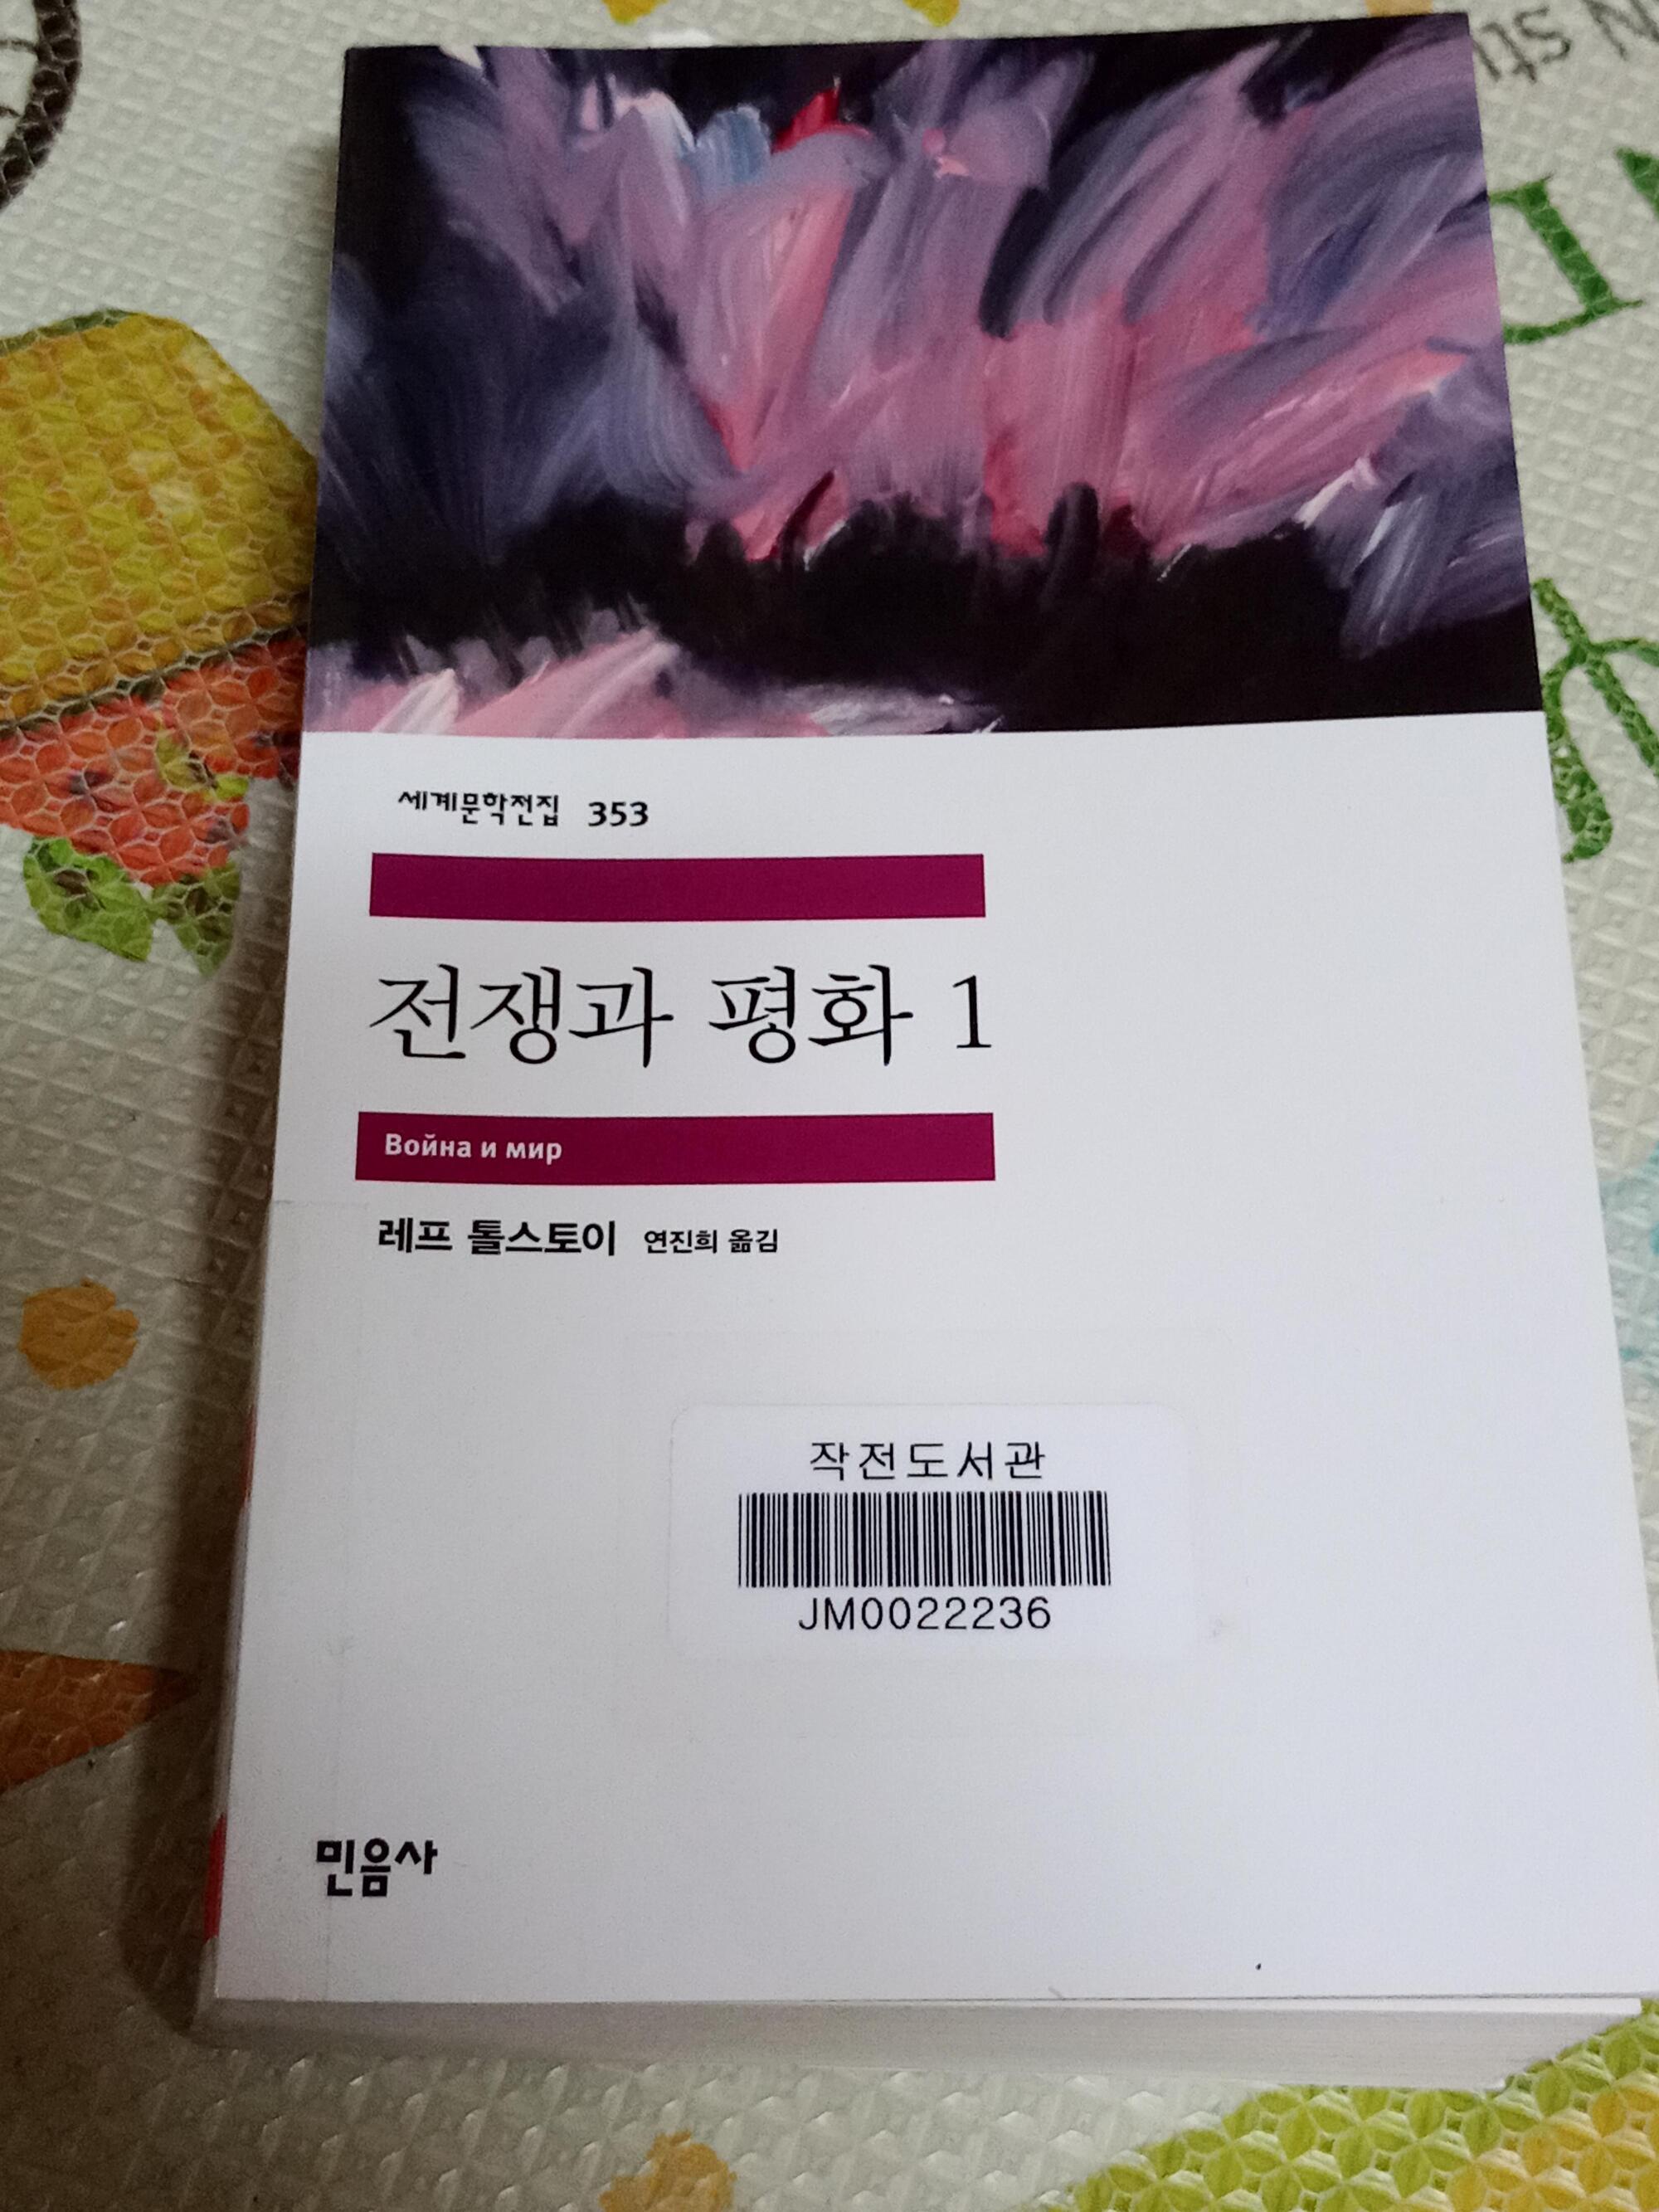 세계문학전집 353
전쟁과 평화 1
Война и мир
레프 톨스토이 연진희 옮김
작전도서관
JM0022236
민음사